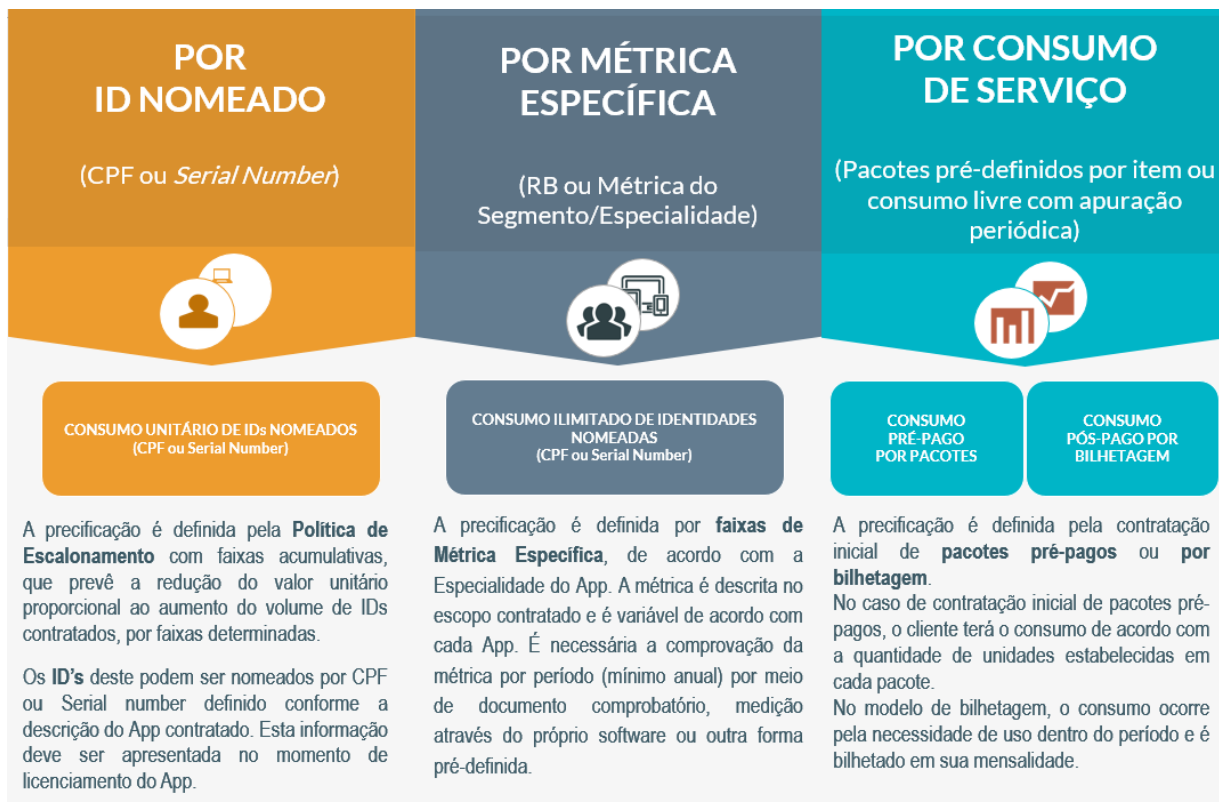 POR
ID NOMEADO
(CPF ou Serial Number)
CONSUMO UNITÁRIO DE IDs NOMEADOS
(CPF ou Serial Number)
A precificação é definida pela Politica de
Escalonamento com faixas acumulativas,
que prevê a redução do valor unitário
proporcional ao aumento do volume de IDs
contratados, por faixas determinadas.
Os ID's deste podem ser nomeados por CPF
ou Serial number definido conforme a
descrição do App contratado. Esta informação
deve ser apresentada no momento de
licenciamento do App.
POR MÉTRICA
ESPECÍFICA
(RB ou Métrica do
Segmento/Especialidade)
CONSUMO ILIMITADO DE IDENTIDADES
NOMEADAS
(CPF ou Serial Number)
A precificação é definida por faixas de
Métrica Específica, de acordo com a
Especialidade do App. A métrica é descrita no
escopo contratado e é variável de acordo com
cada App. É necessária a comprovação da
métrica por período (mínimo anual) por meio
de documento comprobatório, medição
através do próprio software ou outra forma
pré-definida.
POR CONSUMO
DE SERVIÇO
(Pacotes pré-definidos por item ou
consumo livre com apuração
periódica)
CONSUMO
PRÉ-PAGO
POR PACOTES
CONSUMO
PÓS-PAGO POR
BILHETAGEM
A precificação é definida pela contratação
inicial de pacotes pré-pagos ou por
bilhetagem.
No caso de contratação inicial de pacotes pré-
pagos, o cliente terá o consumo de acordo com
a quantidade de unidades estabelecidas em
cada pacote.
No modelo de bilhetagem, o consumo ocorre
pela necessidade de uso dentro do período e é
bilhetado em sua mensalidade.